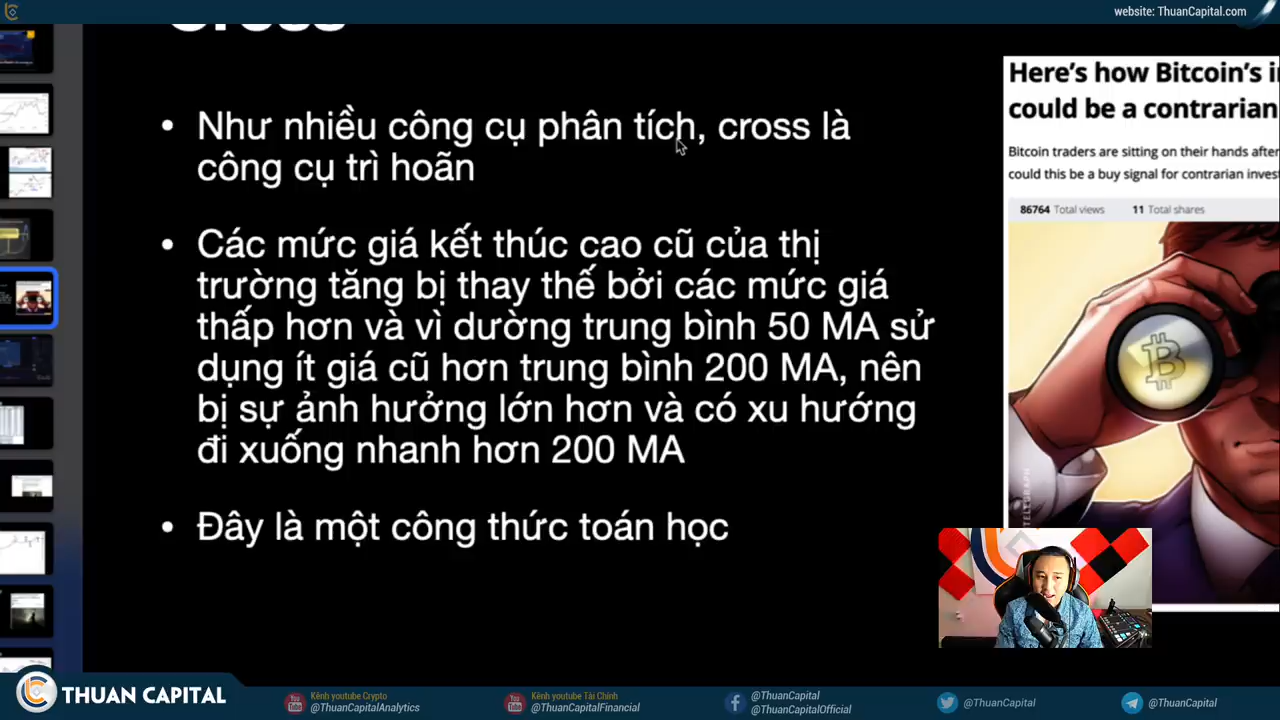 website: ThuanCapital.com
Cross
• Như nhiều công cụ phân tích, cross là
công cụ trì hoãn
• Các mức giá kết thúc cao cũ của thị
trường tăng bị thay thế bởi các mức giá
thấp hơn và vì dường trung bình 50 MA sử
dụng ít giá cũ hơn trung bình 200 MA, nên
bị sự ảnh hưởng lớn hơn và có xu hướng
đi xuống nhanh hơn 200 MA
• Đây là một công thức toán học
Here's how Bitcoin's
could be a contrarian
Bitcoin traders are sitting on their hands after
could this be a buy signal for contrarian
86764 Total views 11 Total shares
THUAN CAPITAL
Kênh youtube Crypto
@ThuanCapitalAnalytics
Kênh youtube Tài Chính
@ThuanCapitalFinancial
@ThuanCapital
@ThuanCapitalOfficial
@ThuanCapital
@ThuanCapital